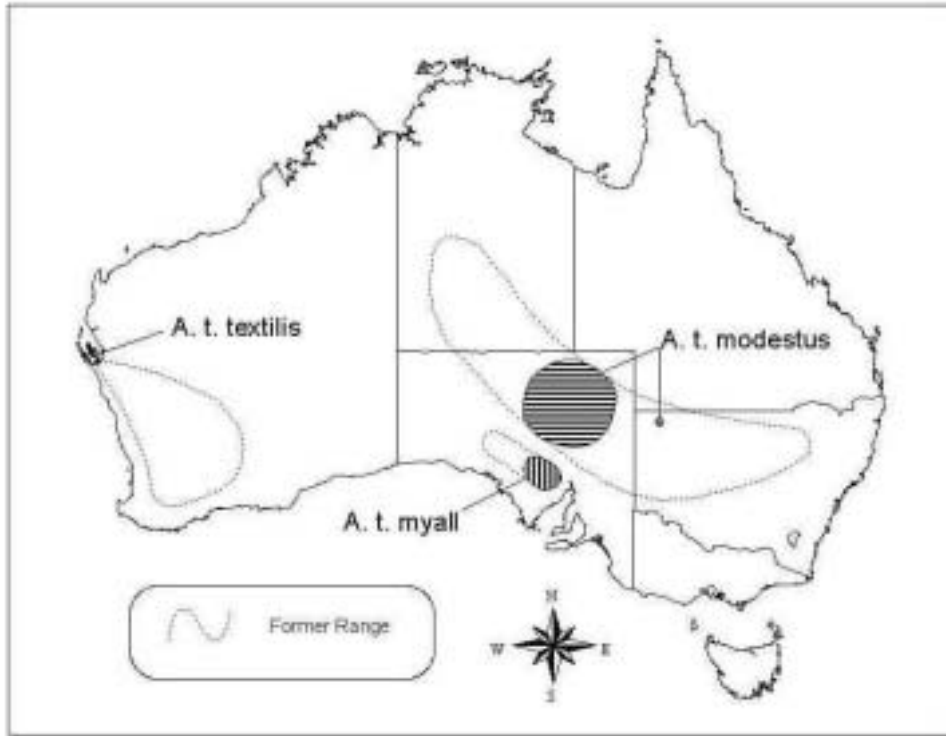 A. t. textilis
A. t. modestus
A. t. myall
Former Range
N
W E
S